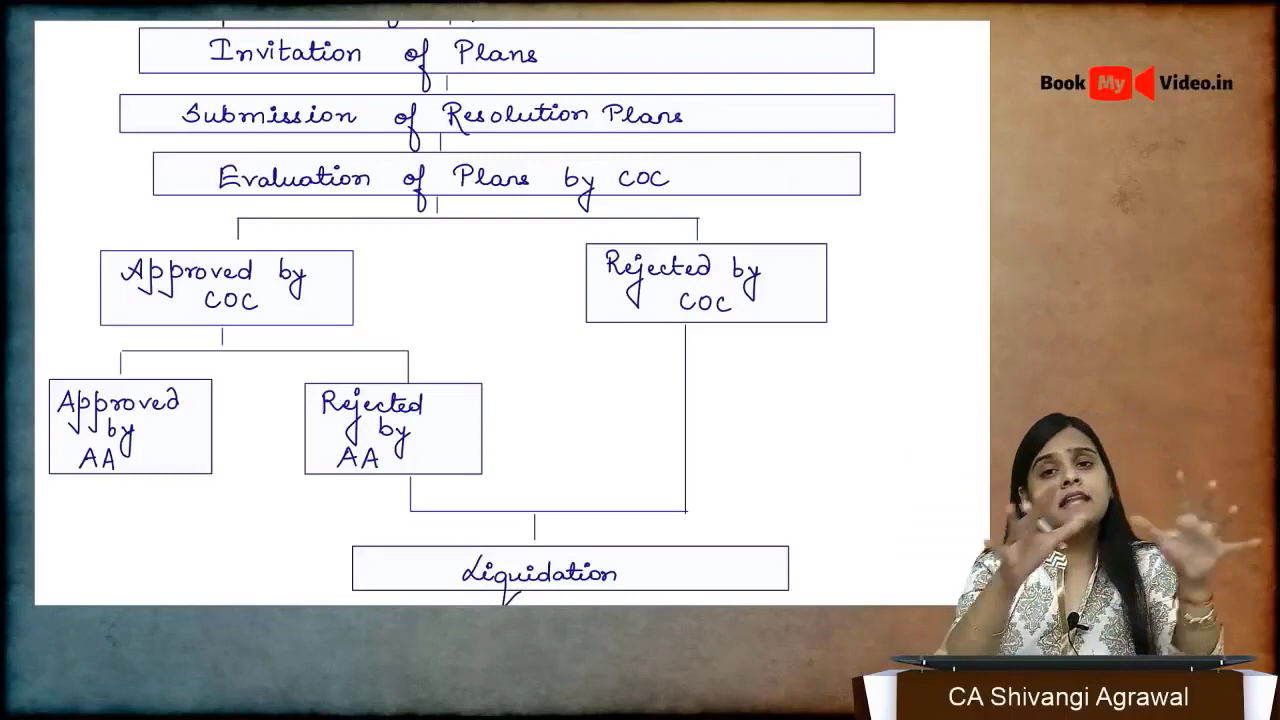 Invitation of Plans
Submission of Resolution Plans
Evaluation of Plans by COC
Approved by
COC
Rejected by
COC
Approved
by
AA
Rejected
by
AA
Liquidation
Book My Video.in
CA Shivangi Agrawal